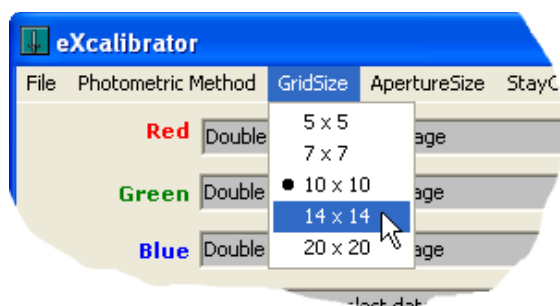 eXcalibrator
File Photometric Method GridSize ApertureSize
Red Double age
5 x 5
7 x 7
Green Double age
10 x 10
14 x 14
Blue Double age
20 x 20